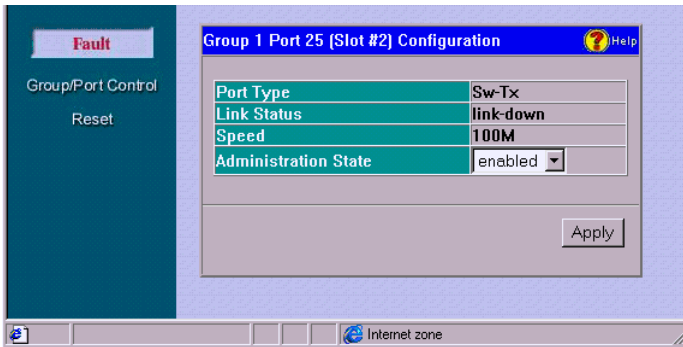 Fault
Group/Port Control
Reset
Group 1 Port 25 (Slot #2) Configuration
Help
Port Type Sw-Tx
Link Status link-down
Speed 100M
Administration State enabled
Apply
Internet zone